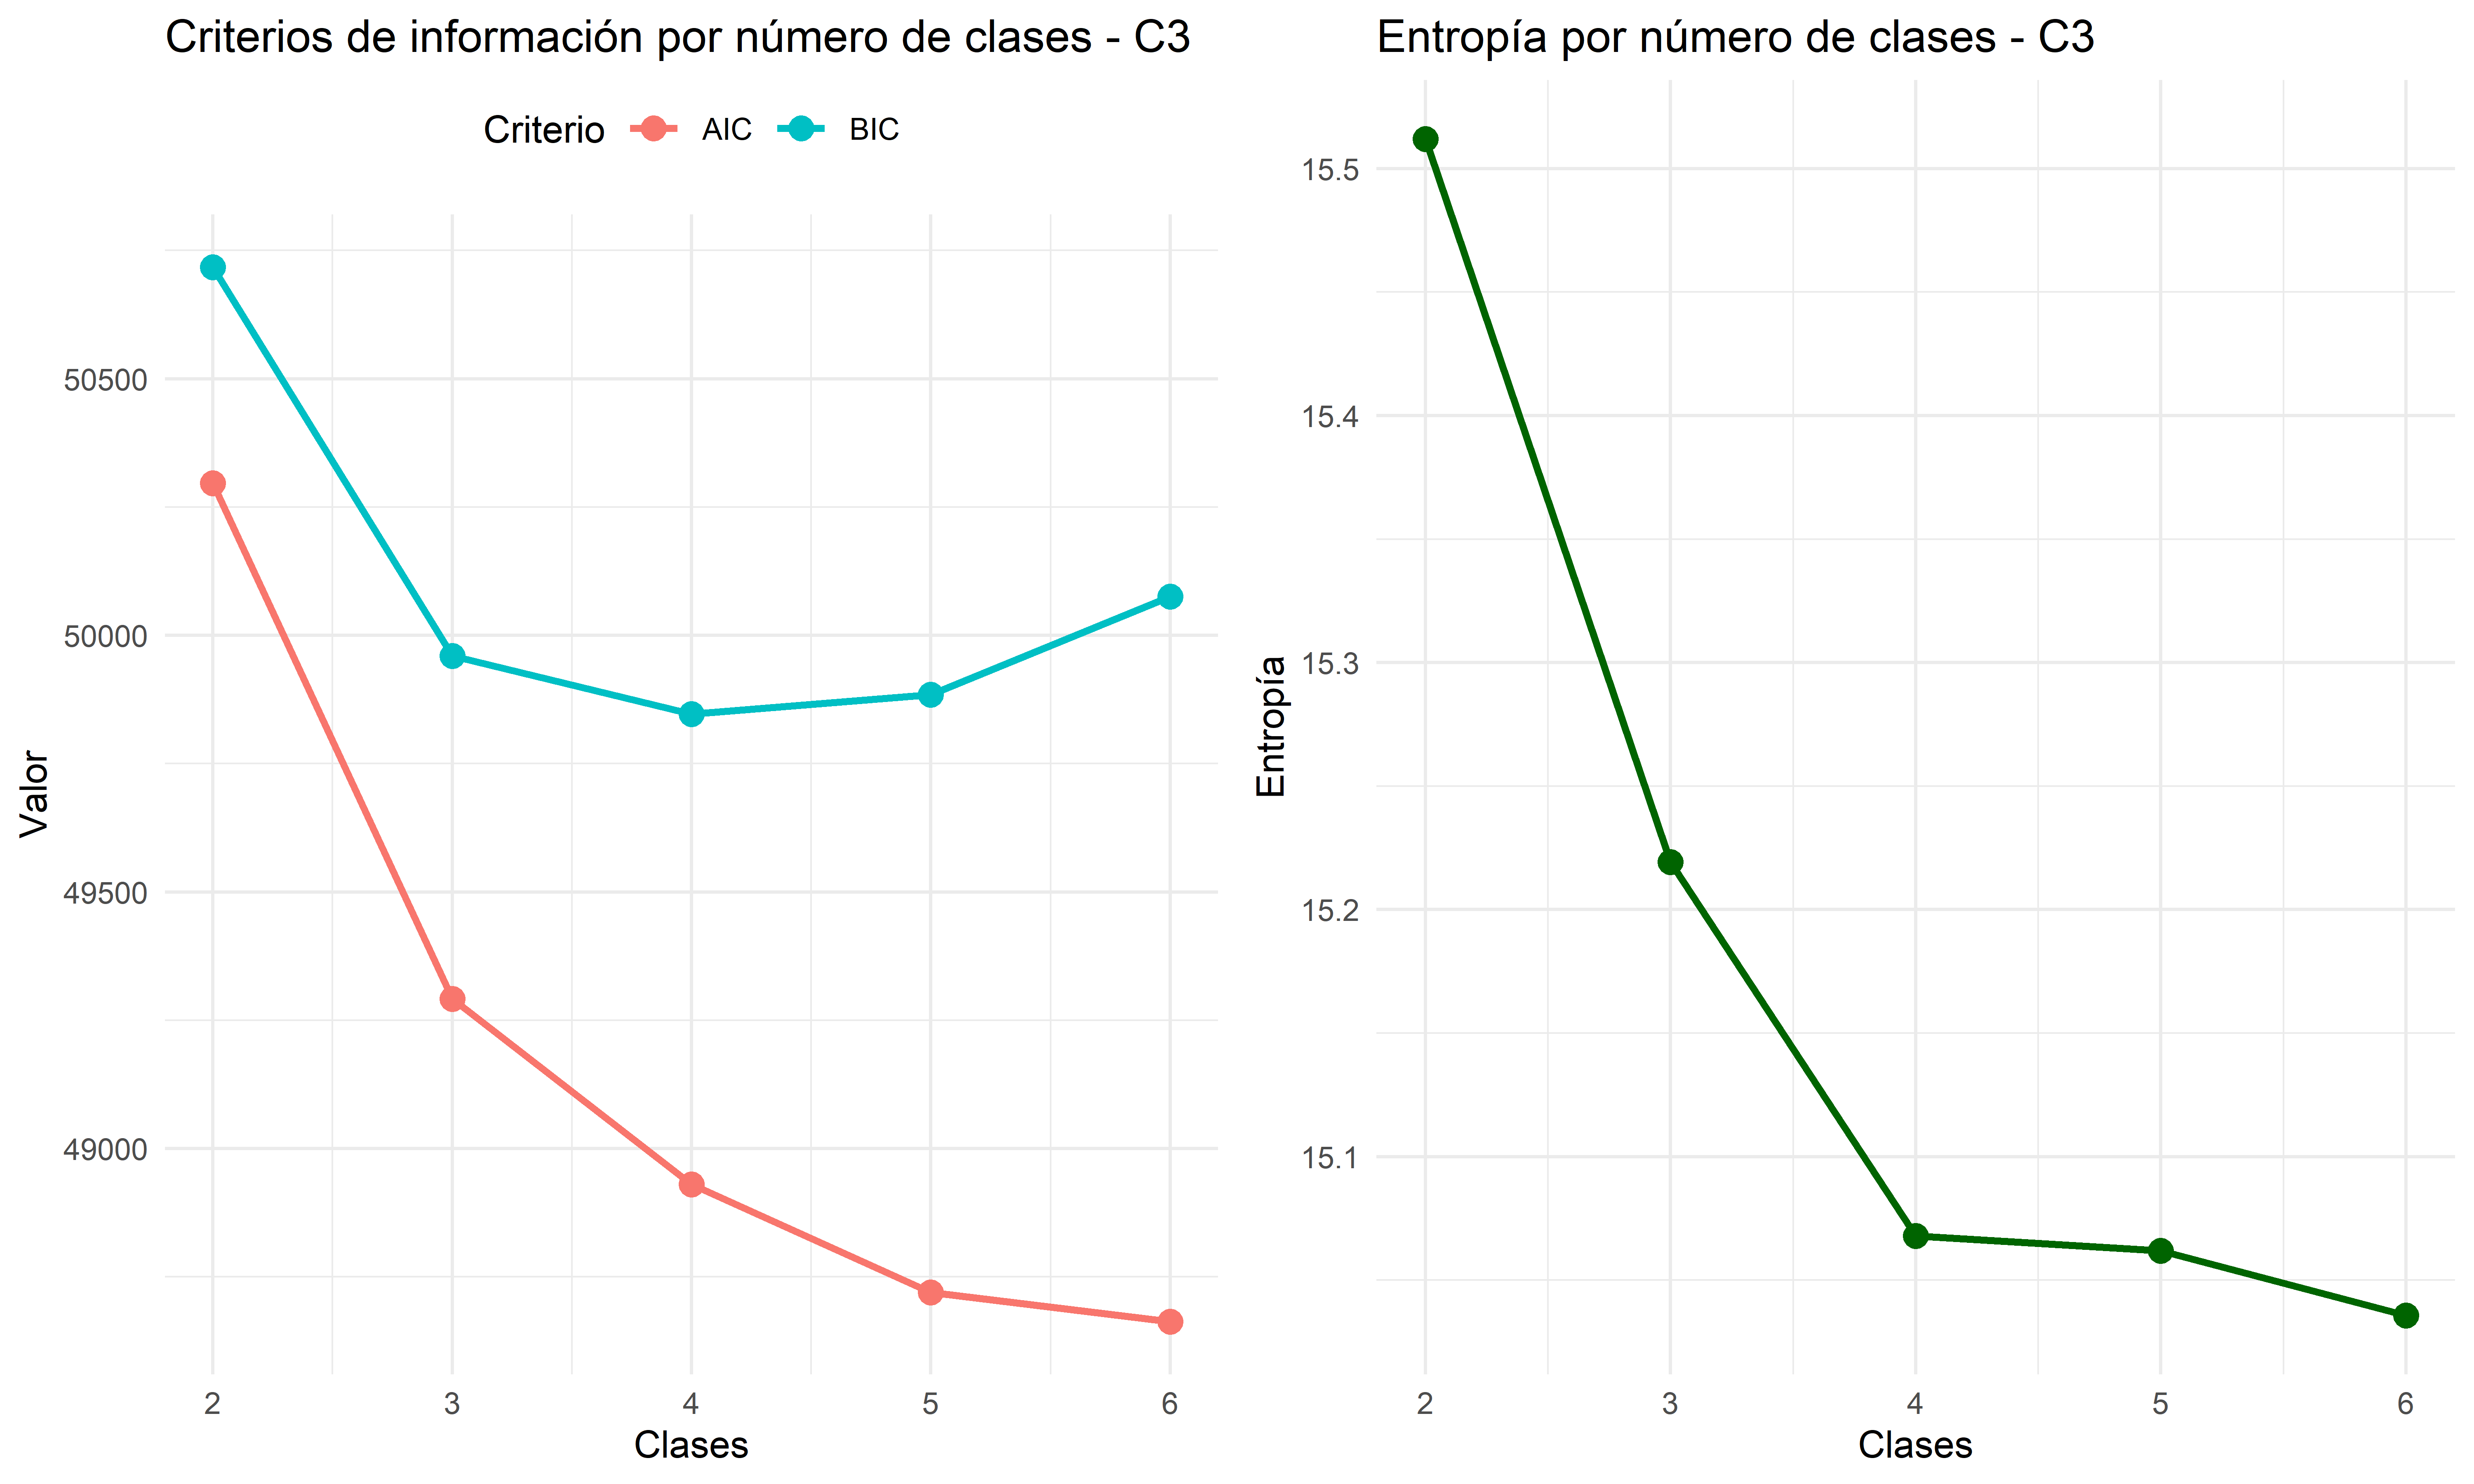 Criterios de información por número de clases - C3
Criterio AIC BIC
50500
50000
49500
49000
Valor
2 3 4 5 6
Clases
Entropía por número de clases - C3
15.5
15.4
15.3
15.2
15.1
Entropía
2 3 4 5 6
Clases